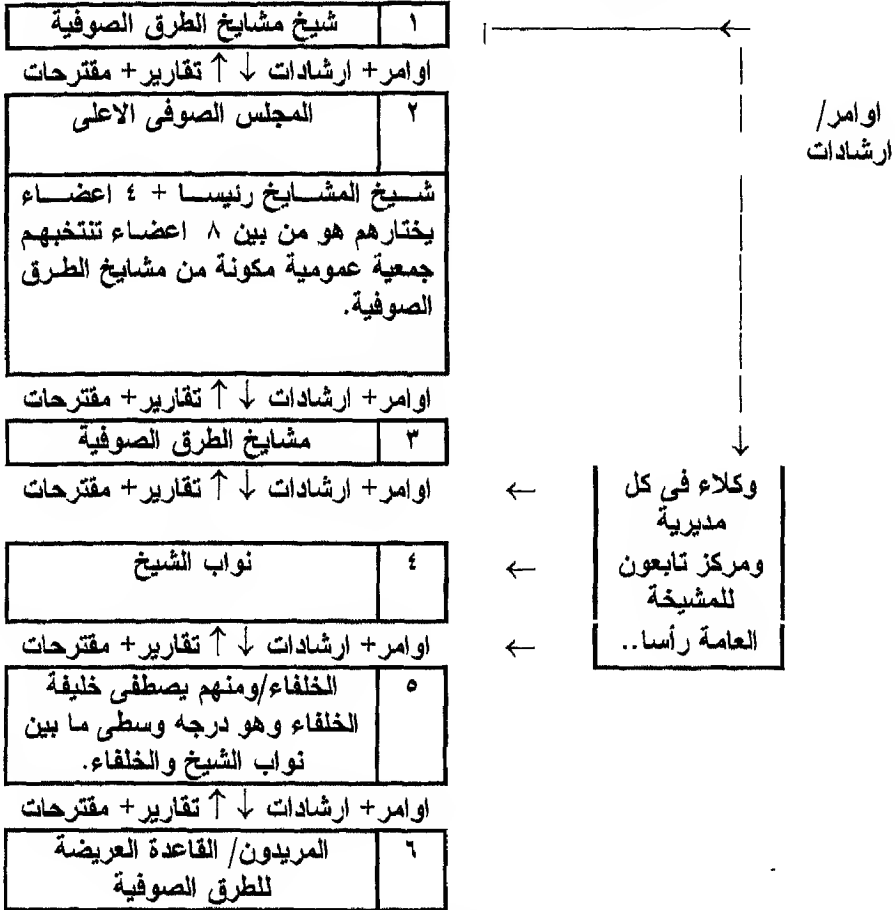 ١ شيخ مشايخ الطرق الصوفية
اوامر+ ارشادات ↓ ↑ تقارير+ مقترحات
٢ المجلس الصوفى الاعلى
شيخ المشايخ رئيسا + ٤ اعضاء
يختارهم هو من بين ٨ اعضاء تنتخبهم
جمعية عمومية مكونة من مشايخ الطرق
الصوفية.
اوامر+ ارشادات ↓ ↑ تقارير+ مقترحات
٣ مشايخ الطرق الصوفية
اوامر+ ارشادات ↓ ↑ تقارير+ مقترحات
٤ نواب الشيخ
اوامر+ ارشادات ↓ ↑ تقارير+ مقترحات
٥ الخلفاء/ومنهم يصطفى خليفة
الخلفاء وهو درجه وسطى ما بين
نواب الشيخ والخلفاء.
اوامر+ ارشادات ↓ ↑ تقارير+ مقترحات
٦ المريدون/ القاعدة العريضة
للطرق الصوفية
اوامر/
ارشادات
وكلاء فى كل
مديرية
ومركز تابعون
للمشيخة
العامة رأسا..